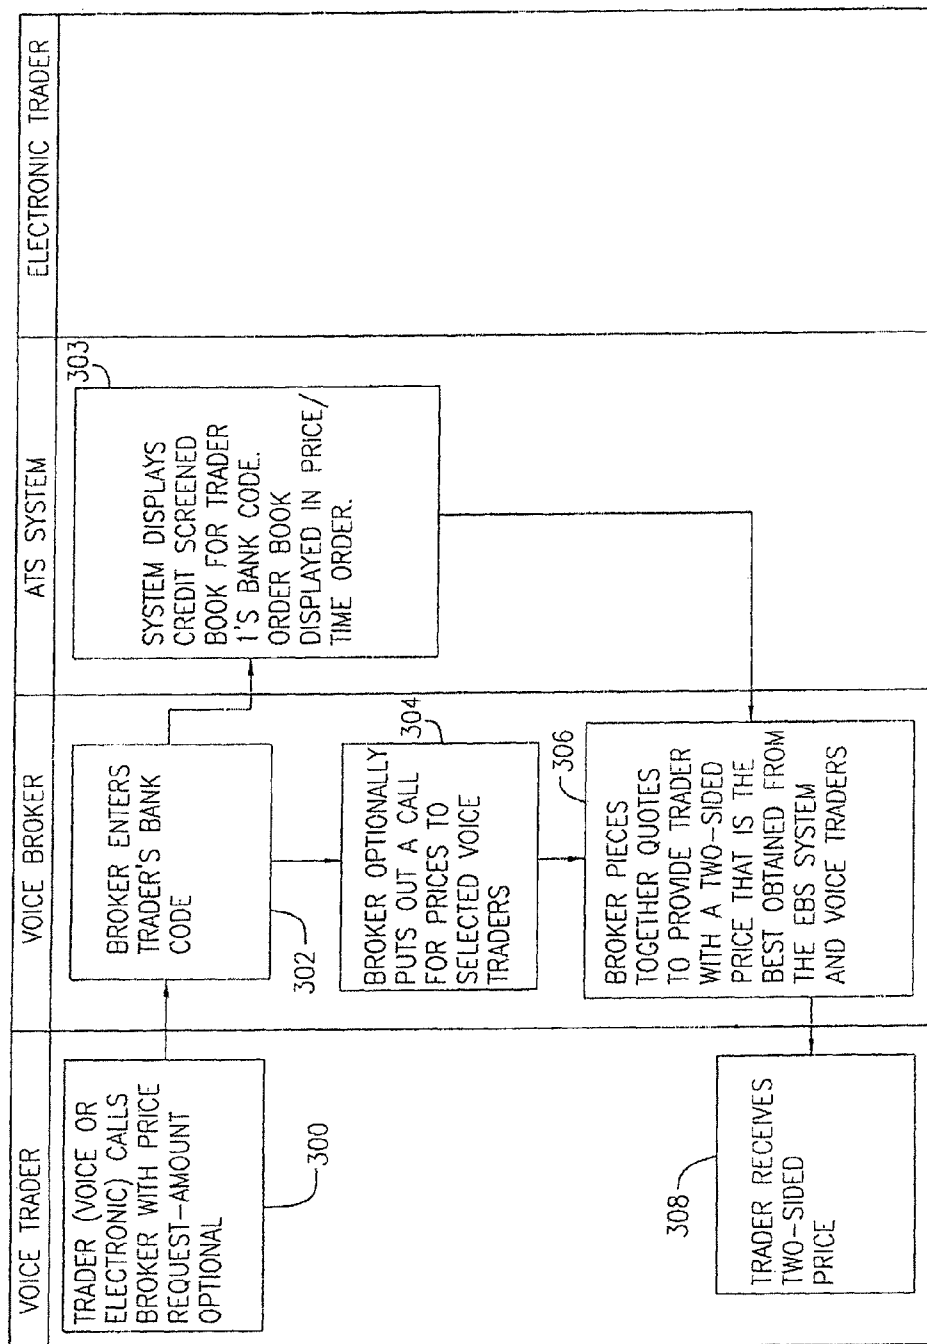 VOICE TRADER
VOICE BROKER
ATS SYSTEM
ELECTRONIC TRADER
TRADER (VOICE OR
ELECTRONIC) CALLS
BROKER WITH PRICE
REQUEST-AMOUNT
OPTIONAL
300
BROKER ENTERS
TRADER'S BANK
CODE
302
SYSTEM DISPLAYS
CREDIT SCREENED
BOOK FOR TRADER
1'S BANK CODE.
ORDER BOOK
DISPLAYED IN PRICE/
TIME ORDER.
303
BROKER OPTIONALLY
PUTS OUT A CALL
FOR PRICES TO
SELECTED VOICE
TRADERS
304
BROKER PIECES
TOGETHER QUOTES
TO PROVIDE TRADER
WITH A TWO-SIDED
PRICE THAT IS THE
BEST OBTAINED FROM
THE EBS SYSTEM
AND VOICE TRADERS
306
TRADER RECEIVES
TWO-SIDED
PRICE
308